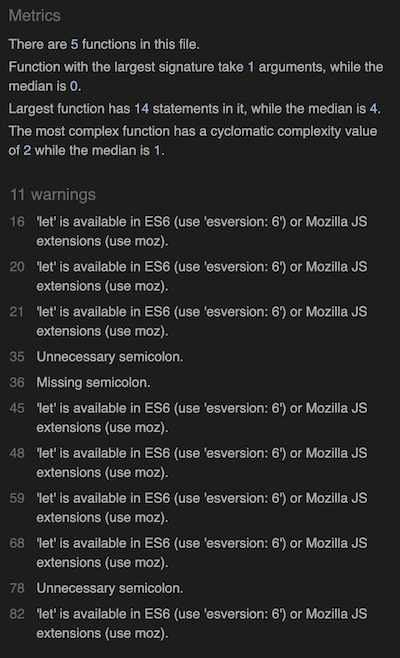 Metrics
There are 5 functions in this file.
Function with the largest signature take 1 arguments, while the
median is 0.
Largest function has 14 statements in it, while the median is 4.
The most complex function has a cyclomatic complexity value
of 2 while the median is 1.
11 warnings
16 'let' is available in ES6 (use 'esversion: 6') or Mozilla JS
extensions (use moz).
20 'let' is available in ES6 (use 'esversion: 6') or Mozilla JS
extensions (use moz).
21 'let' is available in ES6 (use 'esversion: 6') or Mozilla JS
extensions (use moz).
35 Unnecessary semicolon.
36 Missing semicolon.
45 'let' is available in ES6 (use 'esversion: 6') or Mozilla JS
extensions (use moz).
48 'let' is available in ES6 (use 'esversion: 6') or Mozilla JS
extensions (use moz).
59 'let' is available in ES6 (use 'esversion: 6') or Mozilla JS
extensions (use moz).
68 'let' is available in ES6 (use 'esversion: 6') or Mozilla JS
extensions (use moz).
78 Unnecessary semicolon.
82 'let' is available in ES6 (use 'esversion: 6') or Mozilla JS
extensions (use moz).